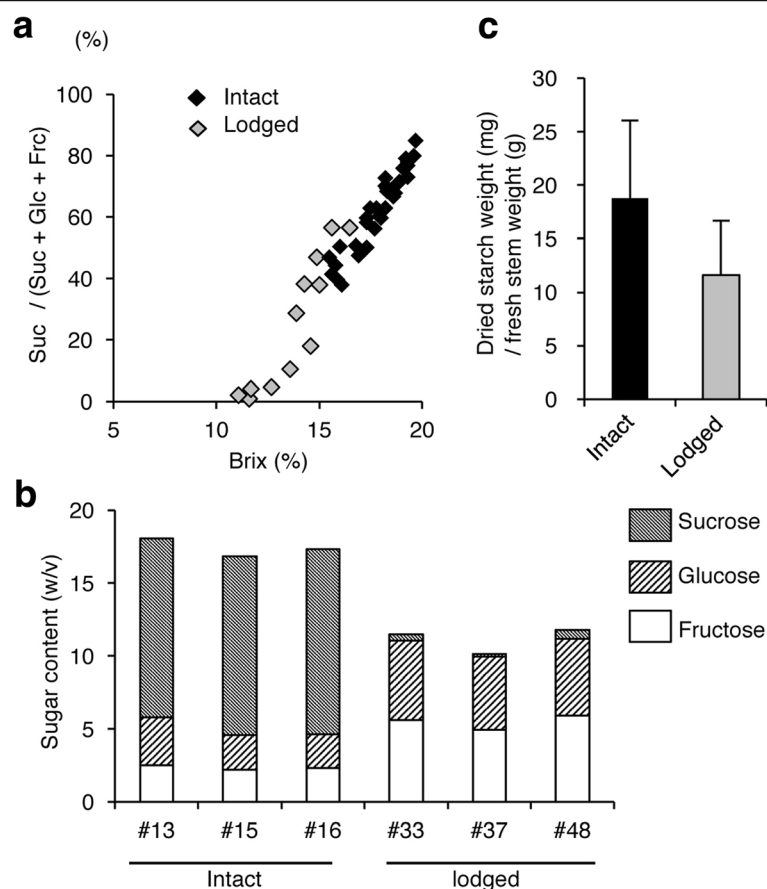 a
(%)
100
80
60
40
20
0
5
10
15
20
Intact
Lodged
Suc / (Suc + Glc + Frc)
Brix (%)
c
30
25
20
15
10
5
0
Dried starch weight (mg)
/ fresh stem weight (g)
Intact
Lodged
b
20
15
10
5
0
Sugar content (w/v)
Sucrose
Glucose
Fructose
#13 #15 #16 #33 #37 #48
Intact lodged